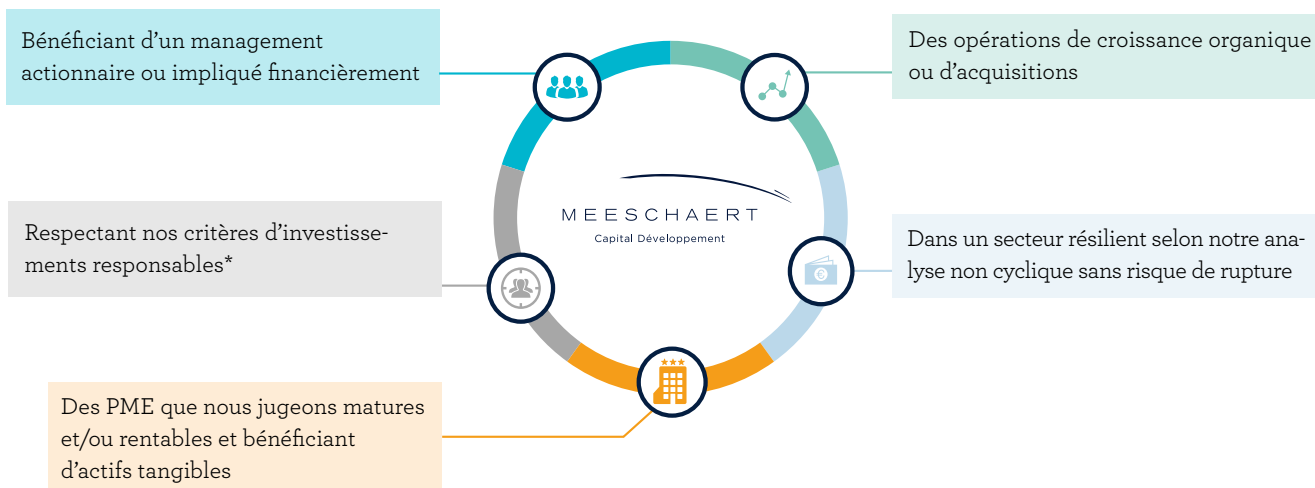 Bénéficiant d'un management
actionnaire ou impliqué financièrement
Des opérations de croissance organique
ou d'acquisitions
MEESCHAERT
Capital Développement
Respectant nos critères d'investisse-
ments responsables*
Dans un secteur résilient selon notre ana-
lyse non cyclique sans risque de rupture
€
Des PME que nous jugeons matures
et/ou rentables et bénéficiant
d'actifs tangibles